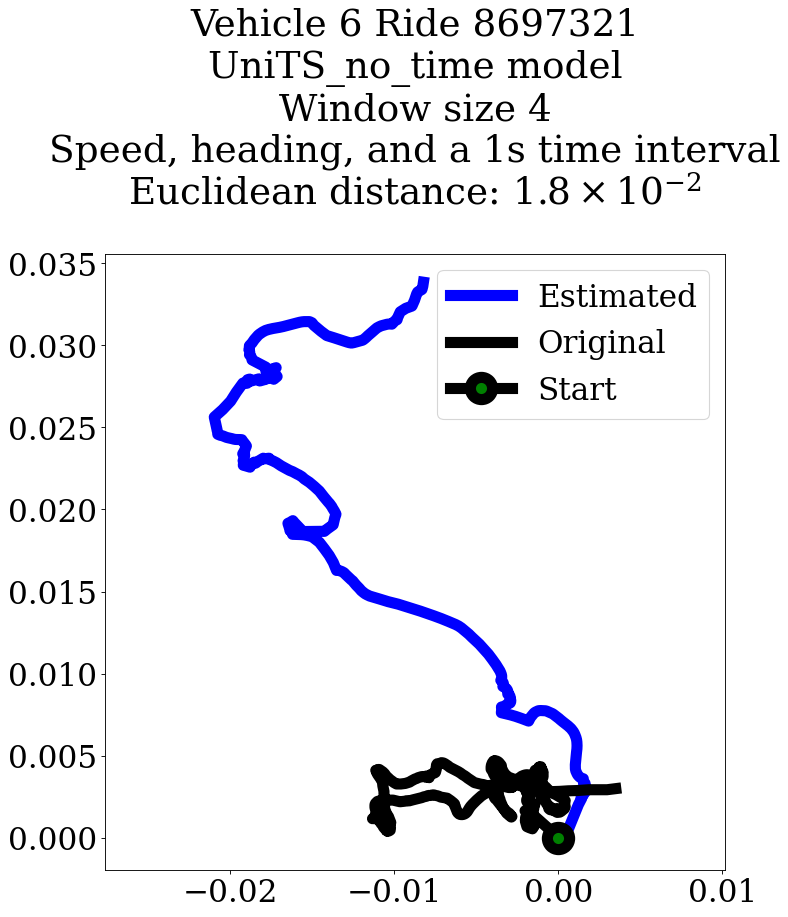 Vehicle 6 Ride 8697321
UniTS_no_time model
Window size 4
Speed, heading, and a 1s time interval
Euclidean distance: 1.8 × 10⁻²
0.035
0.030
0.025
0.020
0.015
0.010
0.005
0.000
Estimated
Original
Start
−0.02
−0.01
0.00
0.01